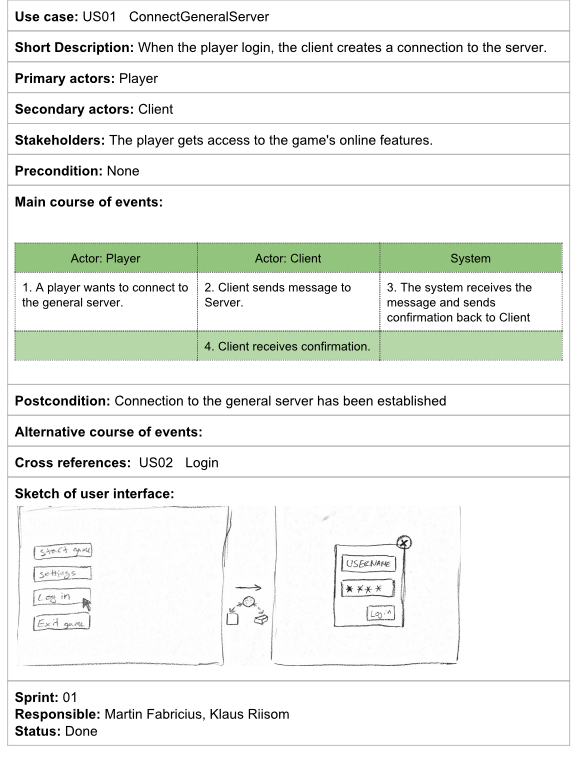 Use case: US01 ConnectGeneralServer
Short Description: When the player login, the client creates a connection to the server.
Primary actors: Player
Secondary actors: Client
Stakeholders: The player gets access to the game's online features.
Precondition: None
Main course of events:
Actor: Player
Actor: Client
System
1. A player wants to connect to
the general server.
2. Client sends message to
Server.
3. The system receives the
message and sends
confirmation back to Client
4. Client receives confirmation.
Postcondition: Connection to the general server has been established
Alternative course of events:
Cross references: US02 Login
Sketch of user interface:
Start game
settings
Log in
Exit game
USERNAME
****
Log in
Sprint: 01
Responsible: Martin Fabricius, Klaus Riisom
Status: Done